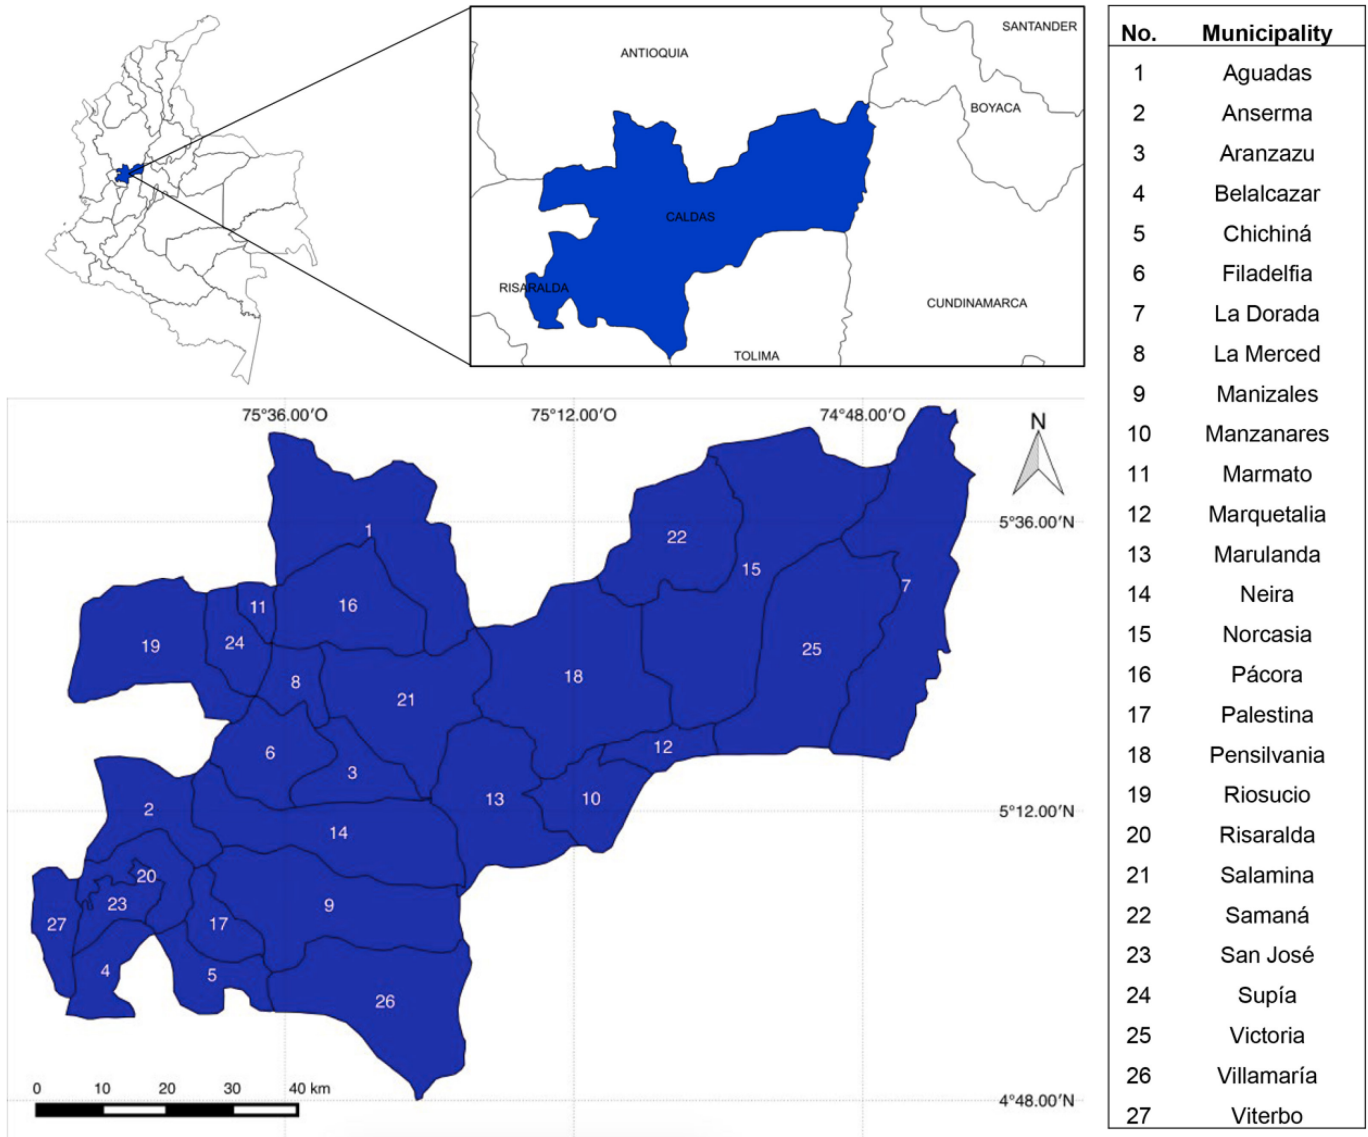 SANTANDER
ANTIOQUIA
BOYACA
CALDAS
RISARALDA
CUNDINAMARCA
TOLIMA
75°36.00′O 75°12.00′O 74°48.00′O
N
5°36.00′N
5°12.00′N
4°48.00′N
1
22
15
7
11
16
19
24
25
8
18
21
6
12
3
13
10
2
14
20
23
9
27
17
4
5
26
0 10 20 30 40 km
No. Municipality
1 Aguadas
2 Anserma
3 Aranzazu
4 Belalcazar
5 Chichiná
6 Filadelfia
7 La Dorada
8 La Merced
9 Manizales
10 Manzanares
11 Marmato
12 Marquetalia
13 Marulanda
14 Neira
15 Norcasia
16 Pácora
17 Palestina
18 Pensilvania
19 Riosucio
20 Risaralda
21 Salamina
22 Samaná
23 San José
24 Supía
25 Victoria
26 Villamaría
27 Viterbo